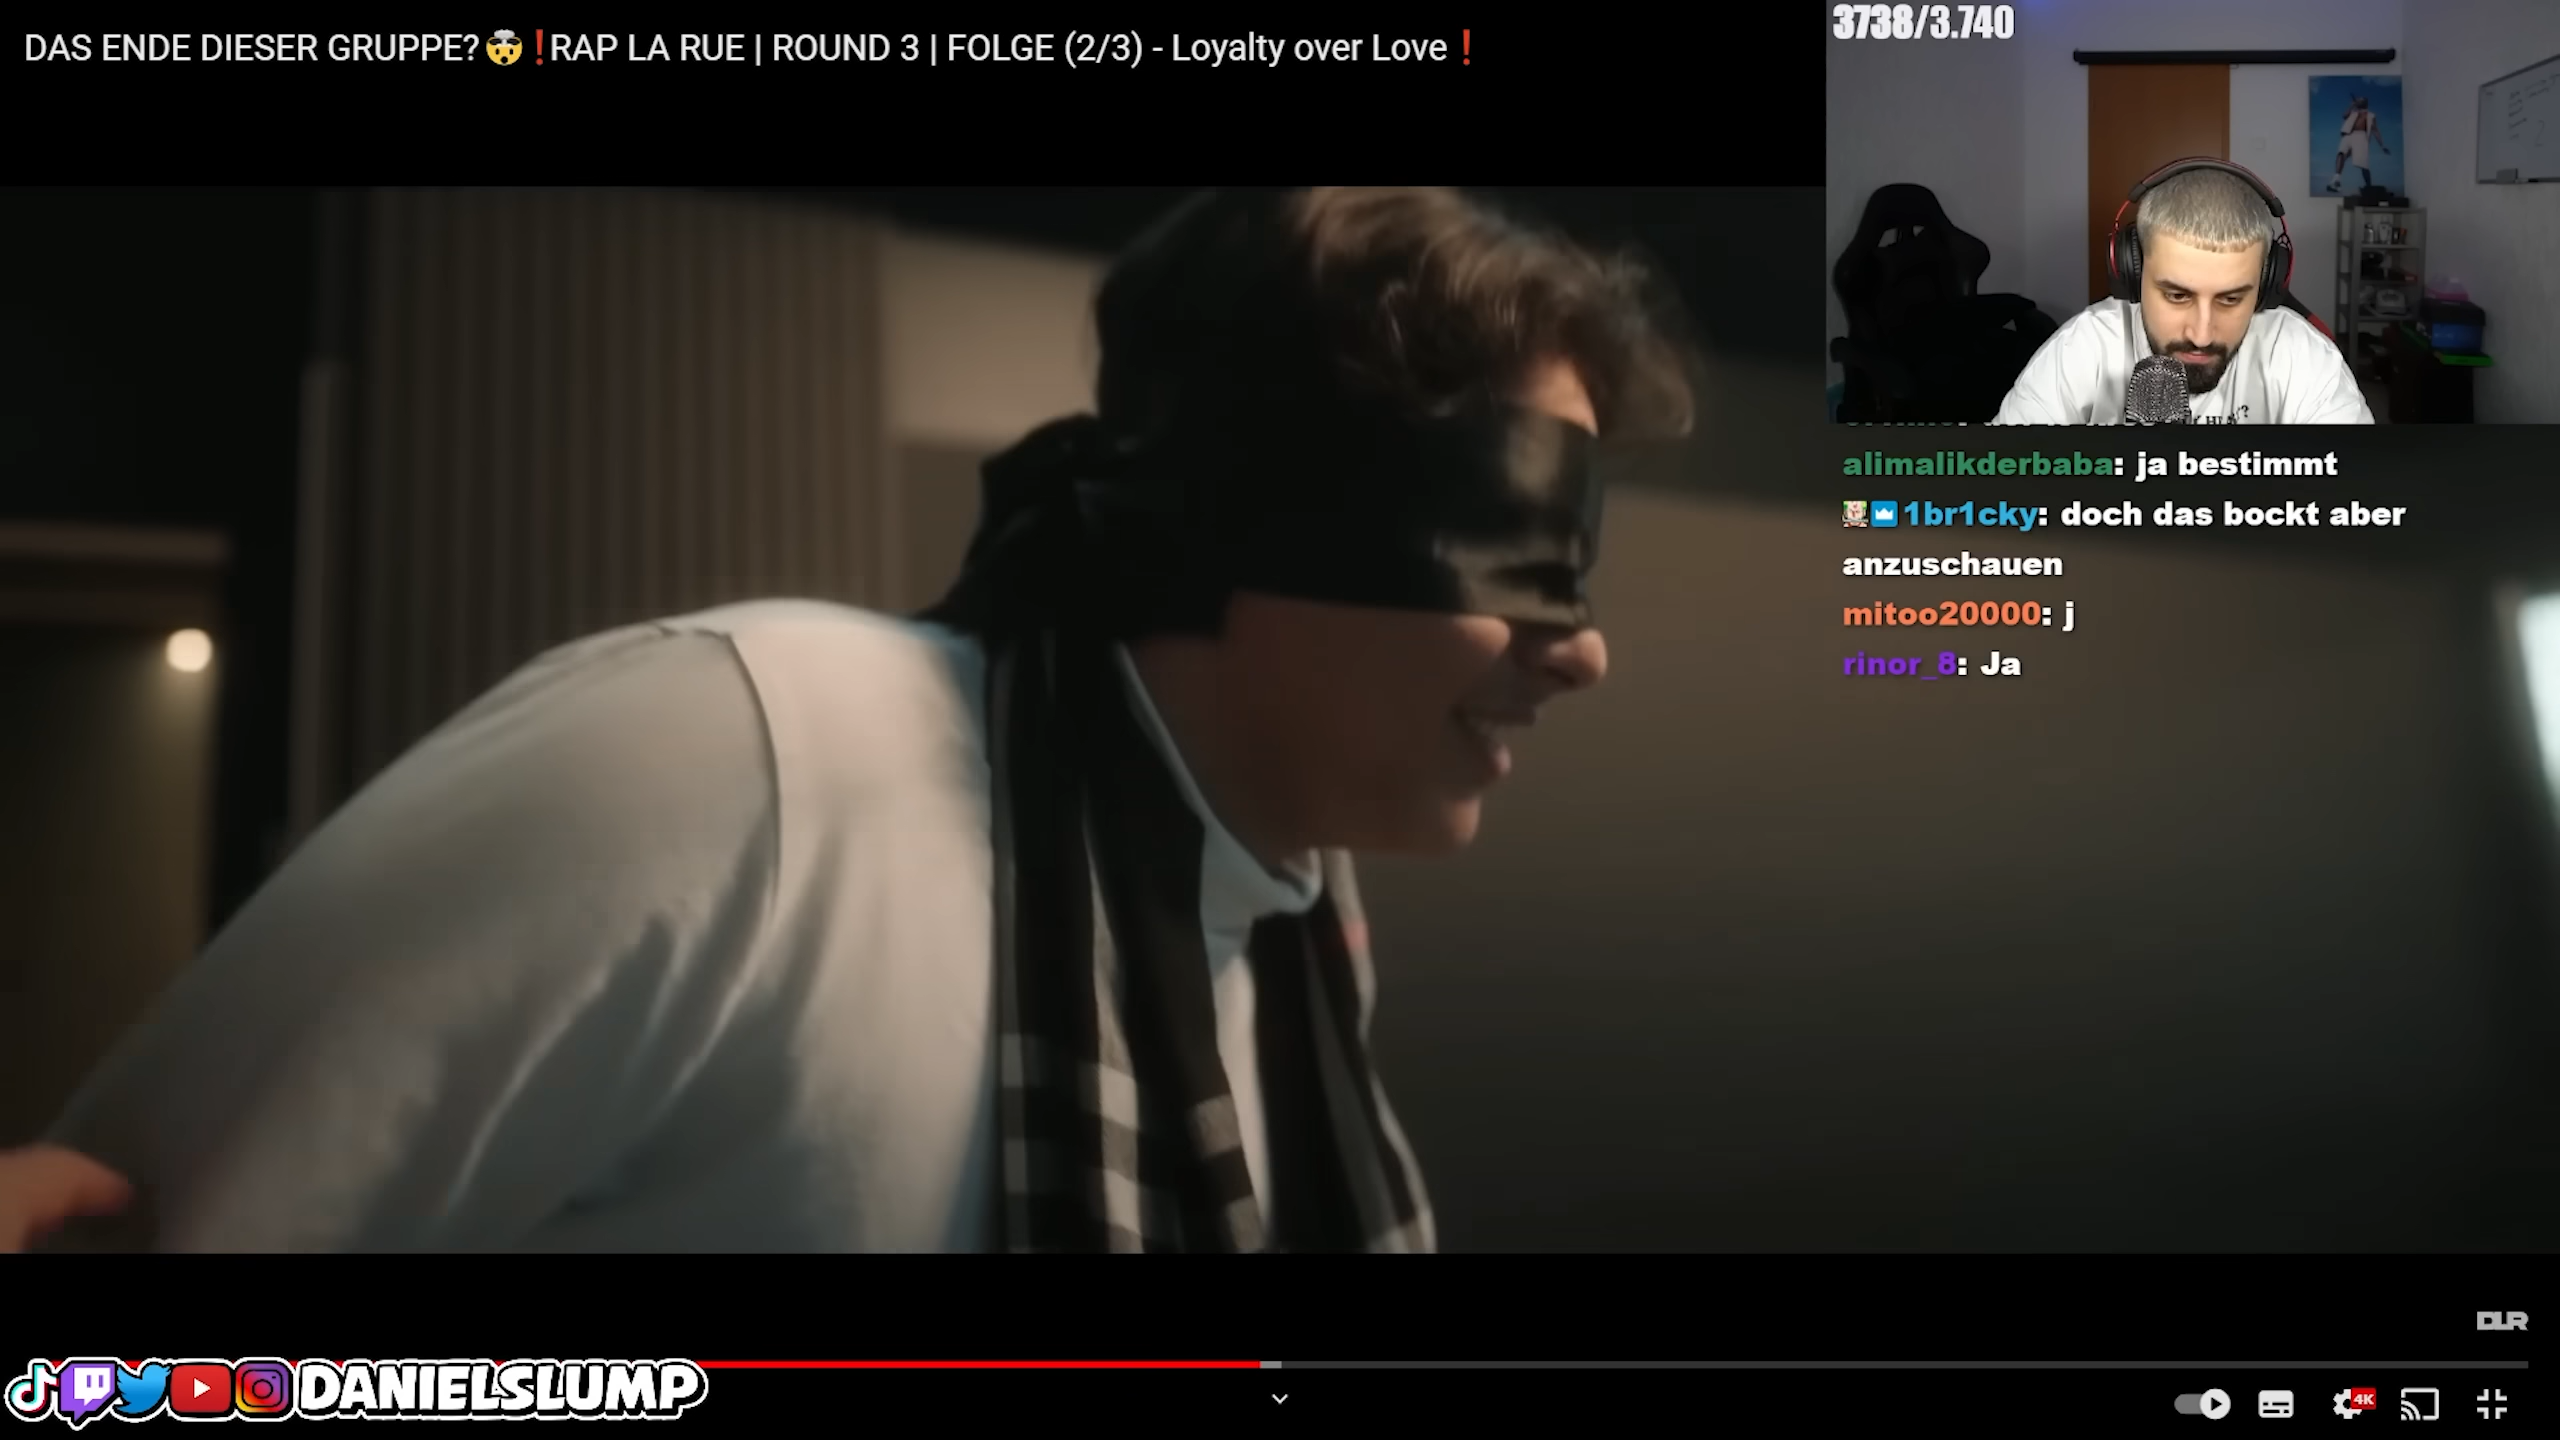 DAS ENDE DIESER GRUPPE?🤯❗RAP LA RUE | ROUND 3 | FOLGE (2/3) - Loyalty over Love❗
3738/3.740
alimalikderbaba: ja bestimmt
1br1cky: doch das bockt aber
anzuschauen
mitoo20000: j
rinor_8: Ja
DLR
DANIELSLUMP
4K